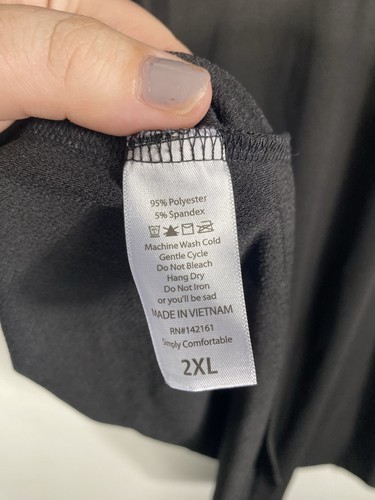 95% Polyester
5% Spandex
Machine Wash Cold
Gentle Cycle
Do Not Bleach
Hang Dry
Do Not Iron
or you'll be sad
MADE IN VIETNAM
RN#142161
Simply Comfortable
2XL